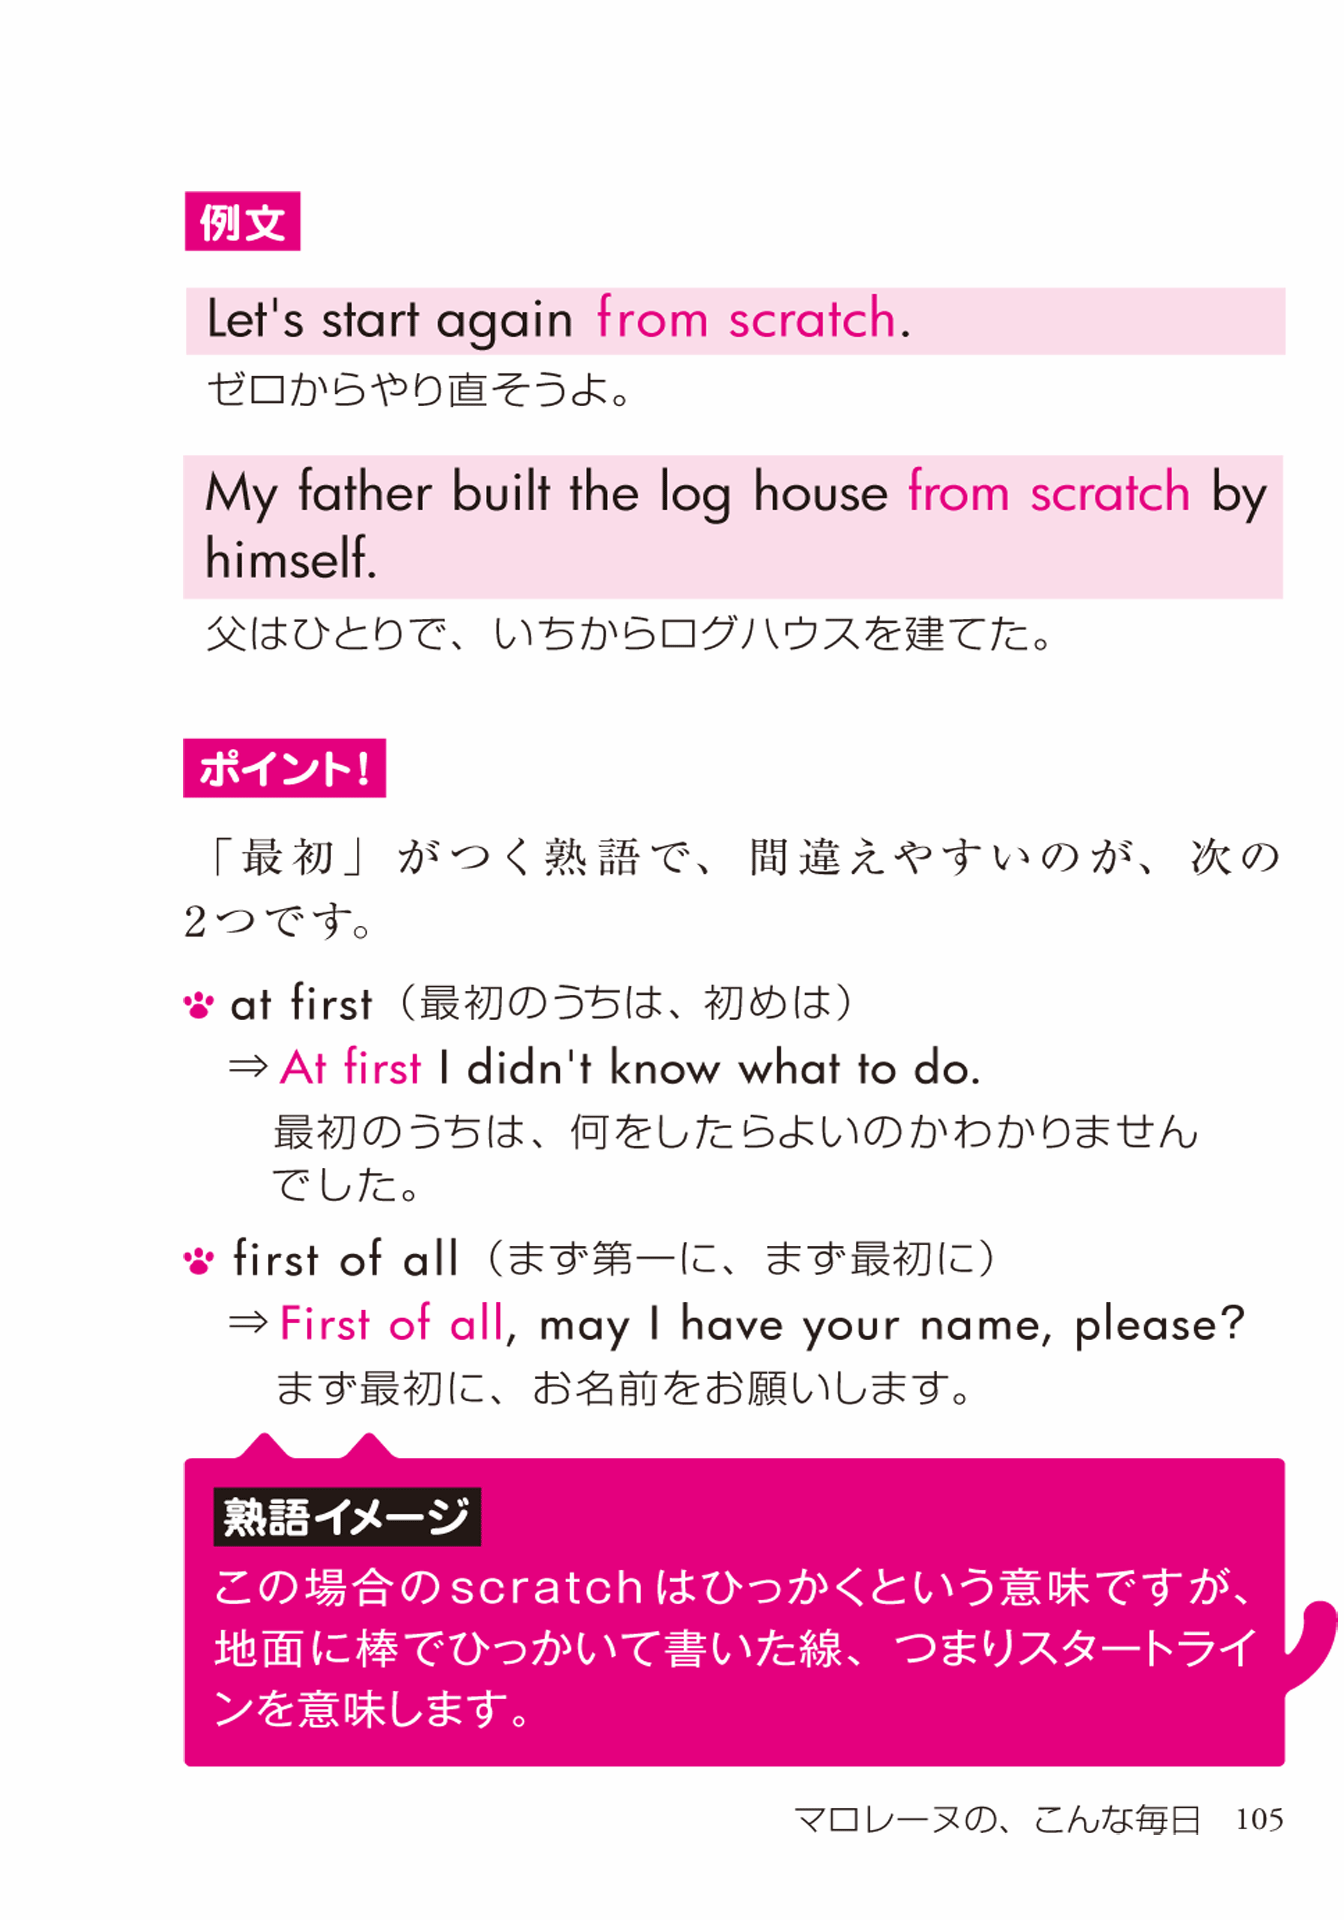 例文
Let's start again from scratch.
ゼロからやり直そうよ。
My father built the log house from scratch by
himself.
父はひとりで、いちからログハウスを建てた。
ポイント！
「最初」がつく熟語で、間違えやすいのが、次の
2つです。
at first（最初のうちは、初めは）
⇒At first I didn't know what to do.
最初のうちは、何をしたらよいのかわかりません
でした。
first of all（まず第一に、まず最初に）
⇒First of all, may I have your name, please?
まず最初に、お名前をお願いします。
熟語イメージ
この場合のscratchはひっかくという意味ですが、
地面に棒でひっかいて書いた線、つまりスタートライ
ンを意味します。
マロレーヌの、こんな毎日 105